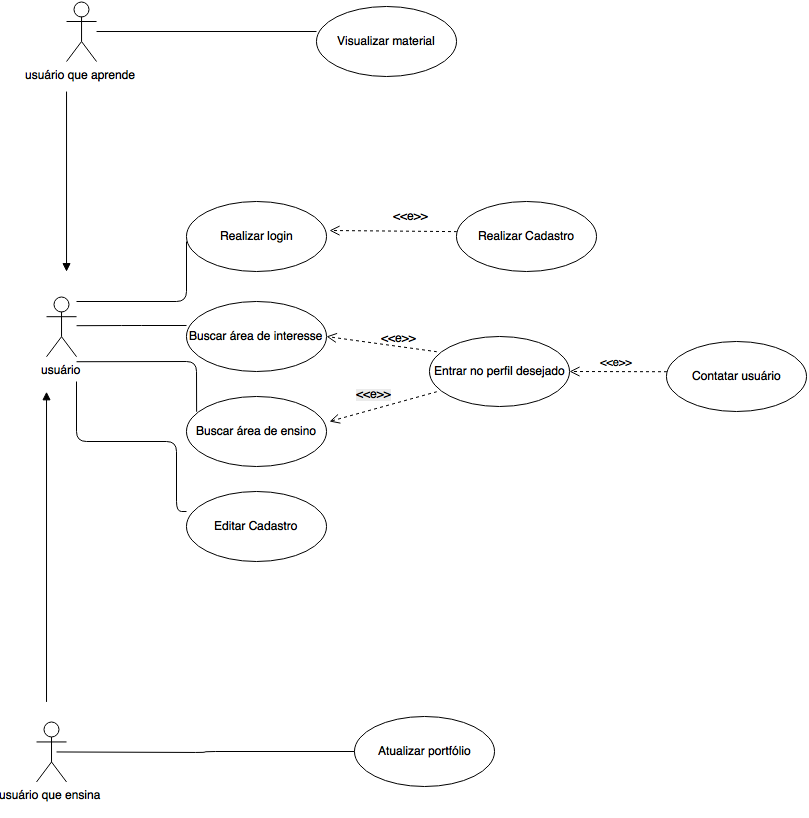 Visualizar material
usuário que aprende
<<e>>
Realizar login
Realizar Cadastro
Buscar área de interesse
<<e>>
<<e>>
Entrar no perfil desejado
Contatar usuário
usuário
<<e>>
Buscar área de ensino
Editar Cadastro
Atualizar portfólio
usuário que ensina